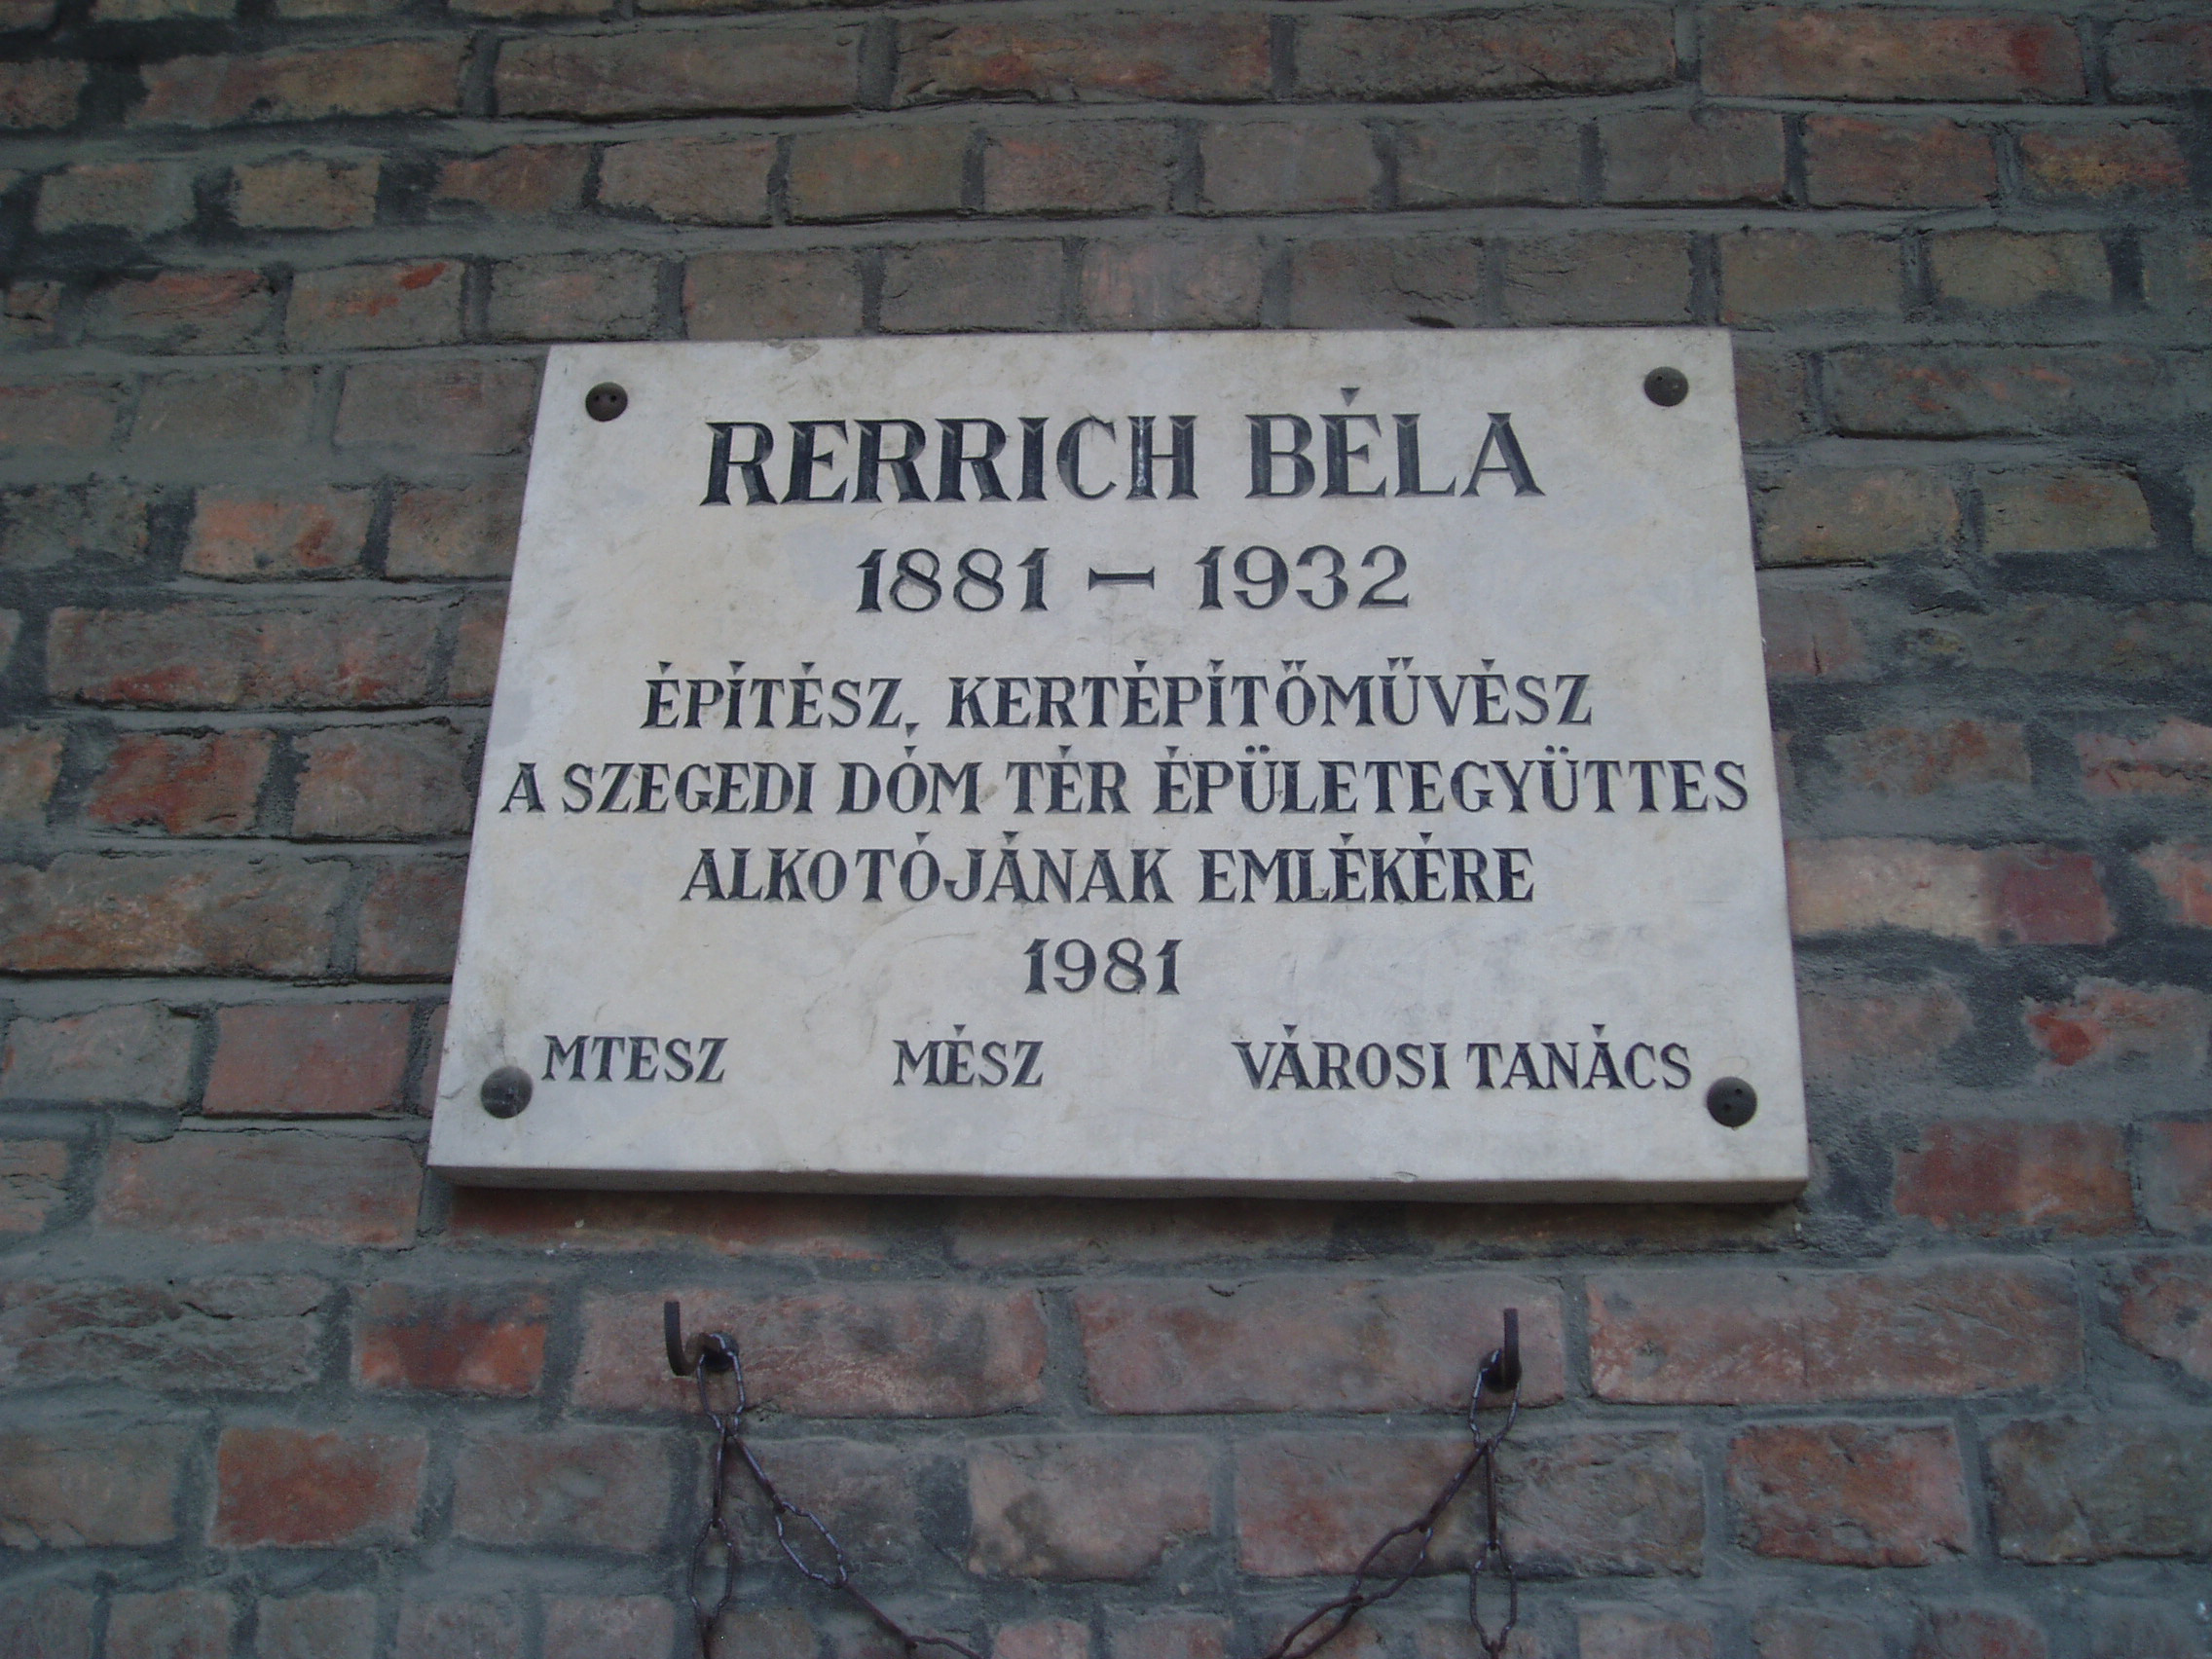 RERRICH BÉLA
1881 – 1932
ÉPÍTÉSZ, KERTÉPÍTŐMŰVÉSZ
A SZEGEDI DÓM TÉR ÉPÜLETEGYÜTTES
ALKOTÓJÁNAK EMLÉKÉRE
1981
MTESZ MÉSZ VÁROSI TANÁCS